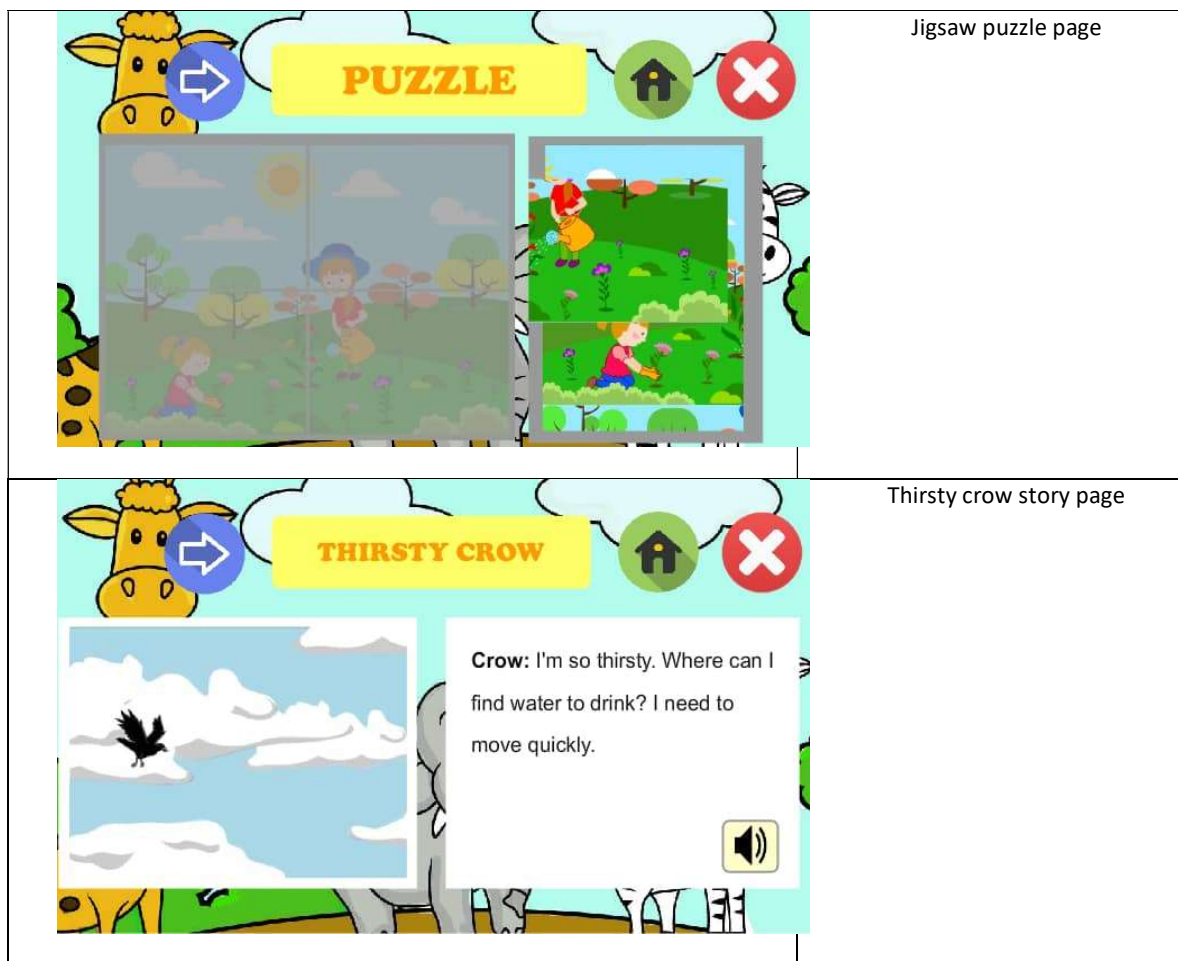 PUZZLE
Jigsaw puzzle page
THIRSTY CROW
Crow: I'm so thirsty. Where can I
find water to drink? I need to
move quickly.
Thirsty crow story page